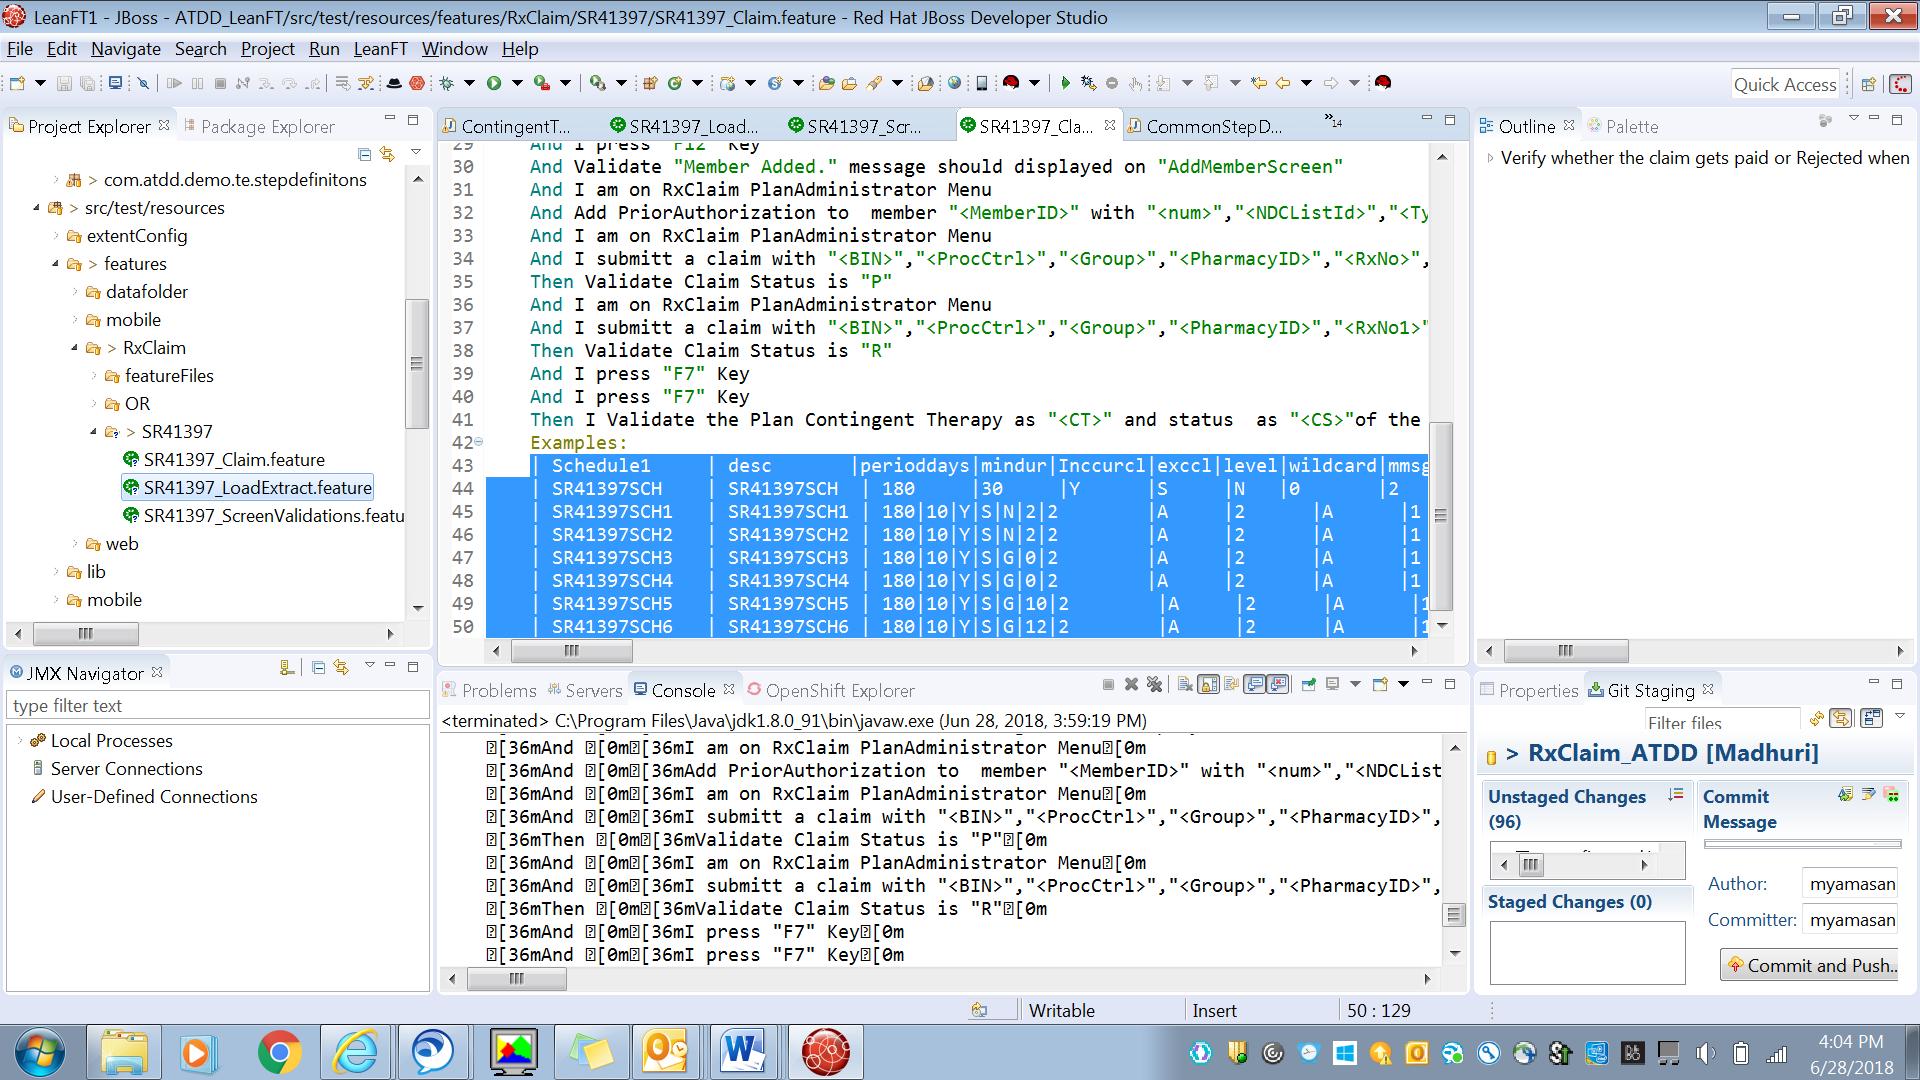 LeanFT1 - JBoss - ATDD_LeanFT/src/test/resources/features/RxClaim/SR41397/SR41397_Claim.feature - Red Hat JBoss Developer Studio
File Edit Navigate Search Project Run LeanFT Window Help
Quick Access
Project Explorer
Package Explorer
> com.atdd.demo.te.stepdefinitons
> src/test/resources
extentConfig
> features
datafolder
mobile
> RxClaim
featureFiles
OR
> SR41397
SR41397_Claim.feature
SR41397_LoadExtract.feature
SR41397_ScreenValidations.featu
web
lib
mobile
ContingentT... SR41397_Load... SR41397_Scr... SR41397_Cla... CommonStepD... »14
29 And I press "F12" Key
30 And Validate "Member Added." message should displayed on "AddMemberScreen"
31 And I am on RxClaim PlanAdministrator Menu
32 And Add PriorAuthorization to  member "<MemberID>" with "<num>","<NDCListId>","<Ty
33 And I am on RxClaim PlanAdministrator Menu
34 And I submitt a claim with "<BIN>","<ProcCtrl>","<Group>","<PharmacyID>","<RxNo>",
35 Then Validate Claim Status is "P"
36 And I am on RxClaim PlanAdministrator Menu
37 And I submitt a claim with "<BIN>","<ProcCtrl>","<Group>","<PharmacyID>","<RxNo1>"
38 Then Validate Claim Status is "R"
39 And I press "F7" Key
40 And I press "F7" Key
41 Then I Validate the Plan Contingent Therapy as "<CT>" and status  as "<CS>"of the
42 Examples:
43 | Schedule1 | desc |perioddays|mindur|Inccurcl|exccl|level|wildcard|mmsg
44 | SR41397SCH | SR41397SCH | 180 |30 |Y |S |N |0 |2
45 | SR41397SCH1 | SR41397SCH1 | 180|10|Y|S|N|2|2 |A |2 |A |1
46 | SR41397SCH2 | SR41397SCH2 | 180|10|Y|S|N|2|2 |A |2 |A |1
47 | SR41397SCH3 | SR41397SCH3 | 180|10|Y|S|G|0|2 |A |2 |A |1
48 | SR41397SCH4 | SR41397SCH4 | 180|10|Y|S|G|0|2 |A |2 |A |1
49 | SR41397SCH5 | SR41397SCH5 | 180|10|Y|S|G|10|2 |A |2 |A |1
50 | SR41397SCH6 | SR41397SCH6 | 180|10|Y|S|G|12|2 |A |2 |A |1
Outline
Palette
Verify whether the claim gets paid or Rejected when
JMX Navigator
type filter text
Local Processes
Server Connections
User-Defined Connections
Problems Servers Console OpenShift Explorer
<terminated> C:\Program Files\Java\jdk1.8.0_91\bin\javaw.exe (Jun 28, 2018, 3:59:19 PM)
[36mAnd [0m[36mI am on RxClaim PlanAdministrator Menu[0m
[36mAnd [0m[36mAdd PriorAuthorization to  member "<MemberID>" with "<num>","<NDCList
[36mAnd [0m[36mI am on RxClaim PlanAdministrator Menu[0m
[36mAnd [0m[36mI submitt a claim with "<BIN>","<ProcCtrl>","<Group>","<PharmacyID>",
[36mThen [0m[36mValidate Claim Status is "P"[0m
[36mAnd [0m[36mI am on RxClaim PlanAdministrator Menu[0m
[36mAnd [0m[36mI submitt a claim with "<BIN>","<ProcCtrl>","<Group>","<PharmacyID>",
[36mThen [0m[36mValidate Claim Status is "R"[0m
[36mAnd [0m[36mI press "F7" Key[0m
[36mAnd [0m[36mI press "F7" Key[0m
Properties Git Staging
Filter files
> RxClaim_ATDD [Madhuri]
Unstaged Changes (96)
Staged Changes (0)
Commit Message
Author: myamasan
Committer: myamasan
Commit and Push..
Writable Insert 50 : 129
4:04 PM
6/28/2018